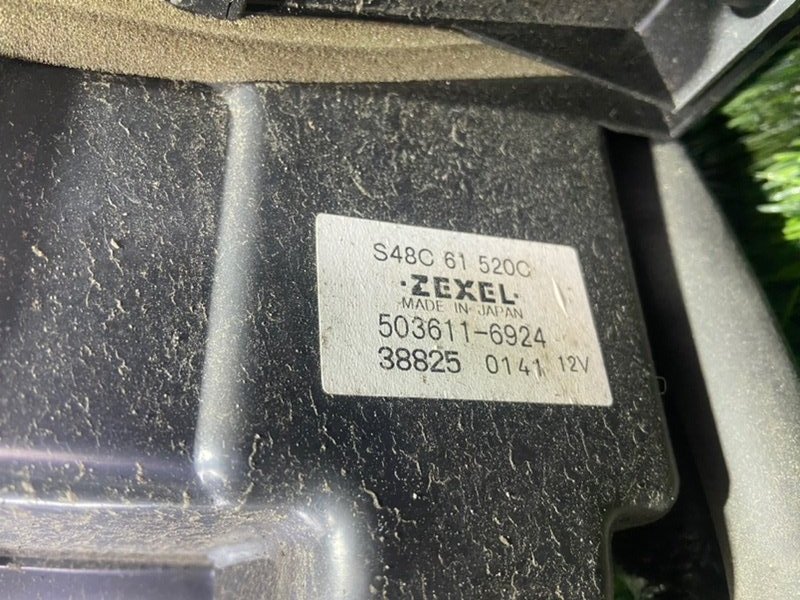 S48C 61 520C
·ZEXEL·
MADE IN JAPAN
503611-6924
38825 0141 12V